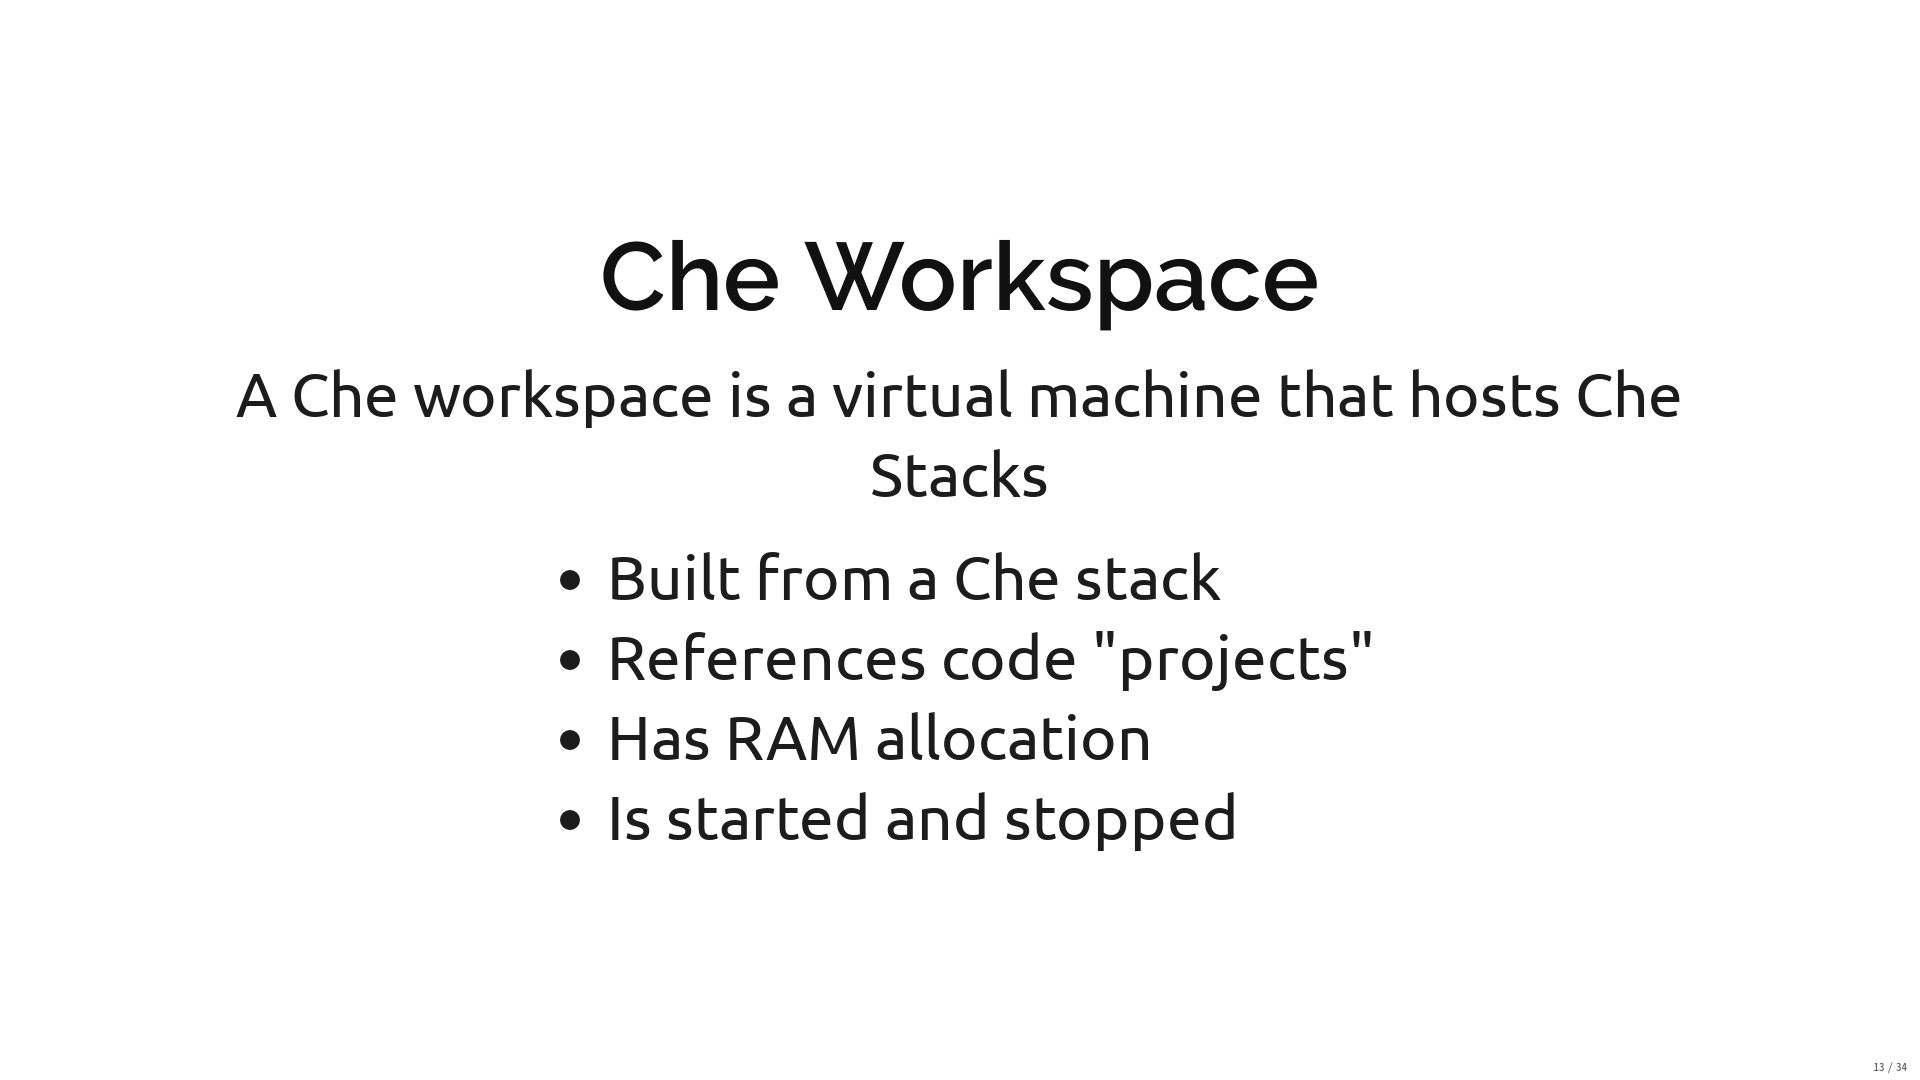 Che Workspace
A Che workspace is a virtual machine that hosts Che
Stacks
• Built from a Che stack
• References code "projects"
• Has RAM allocation
• Is started and stopped
13 / 34